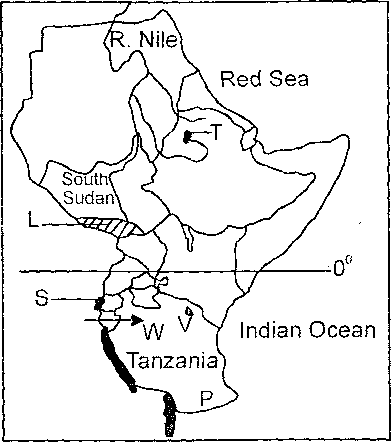 R. Nile
Red Sea
T
South
Sudan
L
0°
S
W
V
Indian Ocean
Tanzania
P